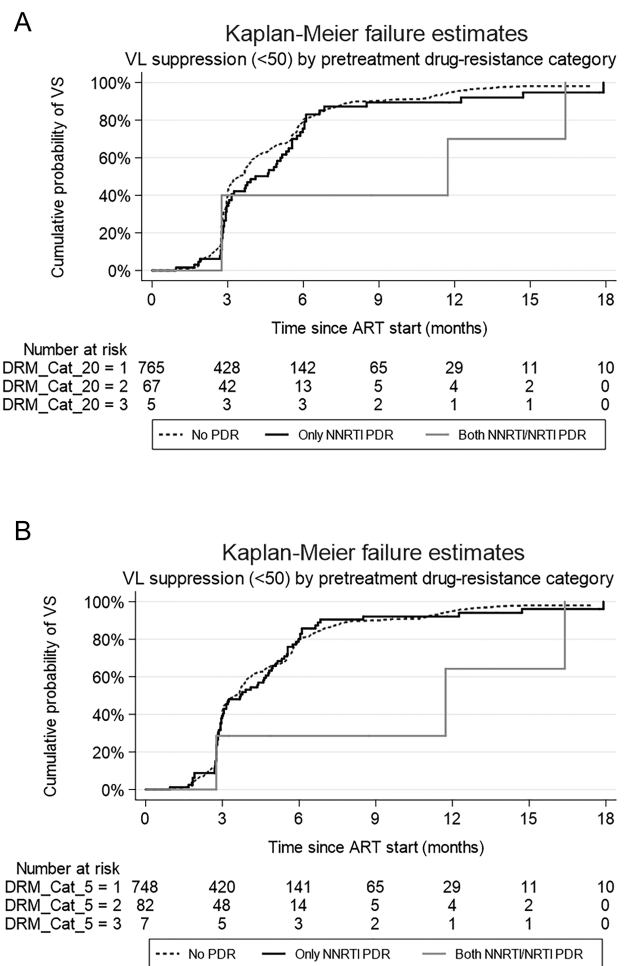 A
Kaplan-Meier failure estimates
VL suppression (<50) by pretreatment drug-resistance category
Cumulative probability of VS
100%
80%
60%
40%
20%
0%
0 3 6 9 12 15 18
Time since ART start (months)
Number at risk
DRM_Cat_20 = 1 765 428 142 65 29 11 10
DRM_Cat_20 = 2 67 42 13 5 4 2 0
DRM_Cat_20 = 3 5 3 3 2 1 1 0
No PDR Only NNRTI PDR Both NNRTI/NRTI PDR
B
Kaplan-Meier failure estimates
VL suppression (<50) by pretreatment drug-resistance category
Cumulative probability of VS
100%
80%
60%
40%
20%
0%
0 3 6 9 12 15 18
Time since ART start (months)
Number at risk
DRM_Cat_5 = 1 748 420 141 65 29 11 10
DRM_Cat_5 = 2 82 48 14 5 4 2 0
DRM_Cat_5 = 3 7 5 3 2 1 1 0
No PDR Only NNRTI PDR Both NNRTI/NRTI PDR